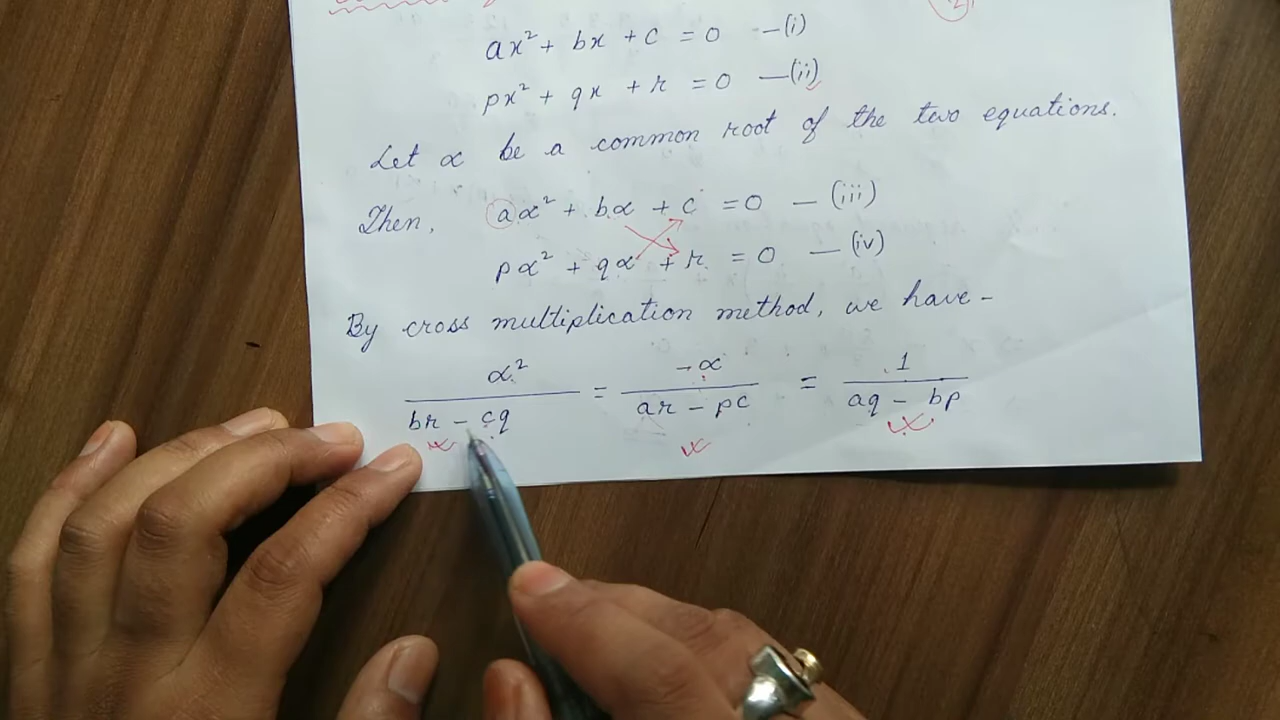 ax² + bx + c = 0 —(i)
px² + qx + r = 0 —(ii)
Let α be a common root of the two equations.
Then, aα² + bα + c = 0 — (iii)
pα² + qα + r = 0 — (iv)
By cross multiplication method, we have -
α² / br - cq = -α / ar - pc = 1 / aq - bp